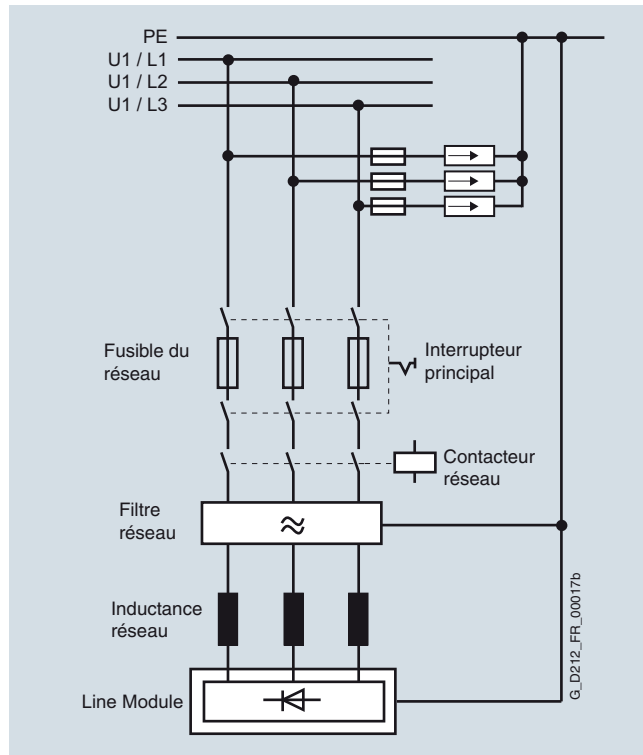 PE
U1 / L1
U1 / L2
U1 / L3
Fusible du
réseau
Interrupteur
principal
Contacteur
réseau
Filtre
réseau
≈
Inductance
réseau
Line Module
G_D212_FR_00017b